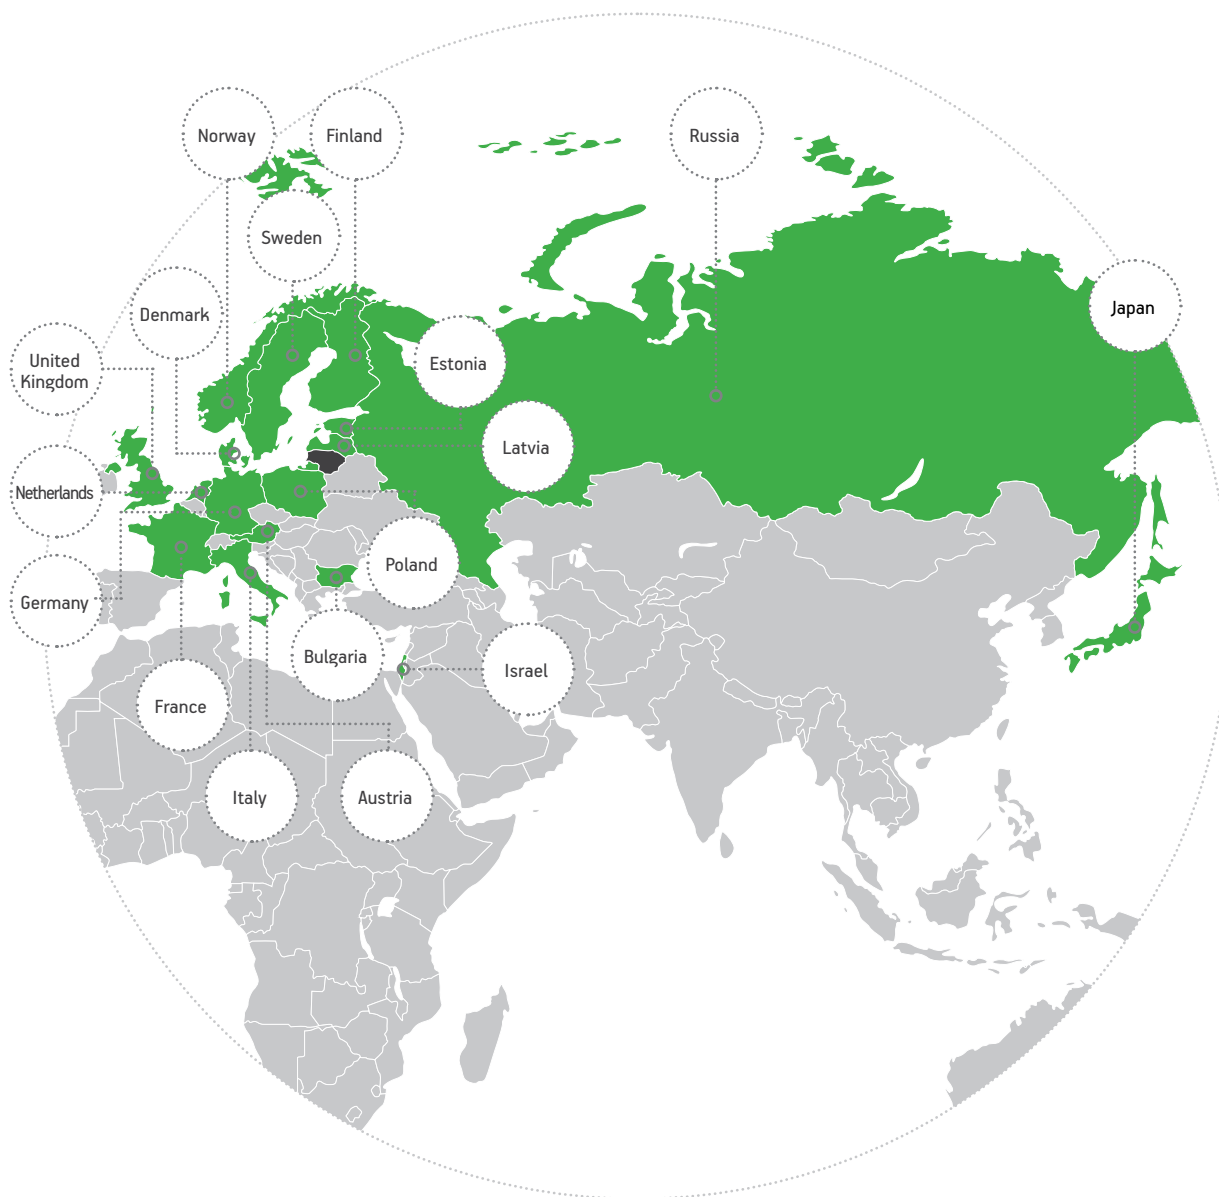 Norway
Finland
Russia
Sweden
Denmark
Japan
United
Kingdom
Estonia
Latvia
Netherlands
Poland
Germany
Bulgaria
Israel
France
Italy
Austria